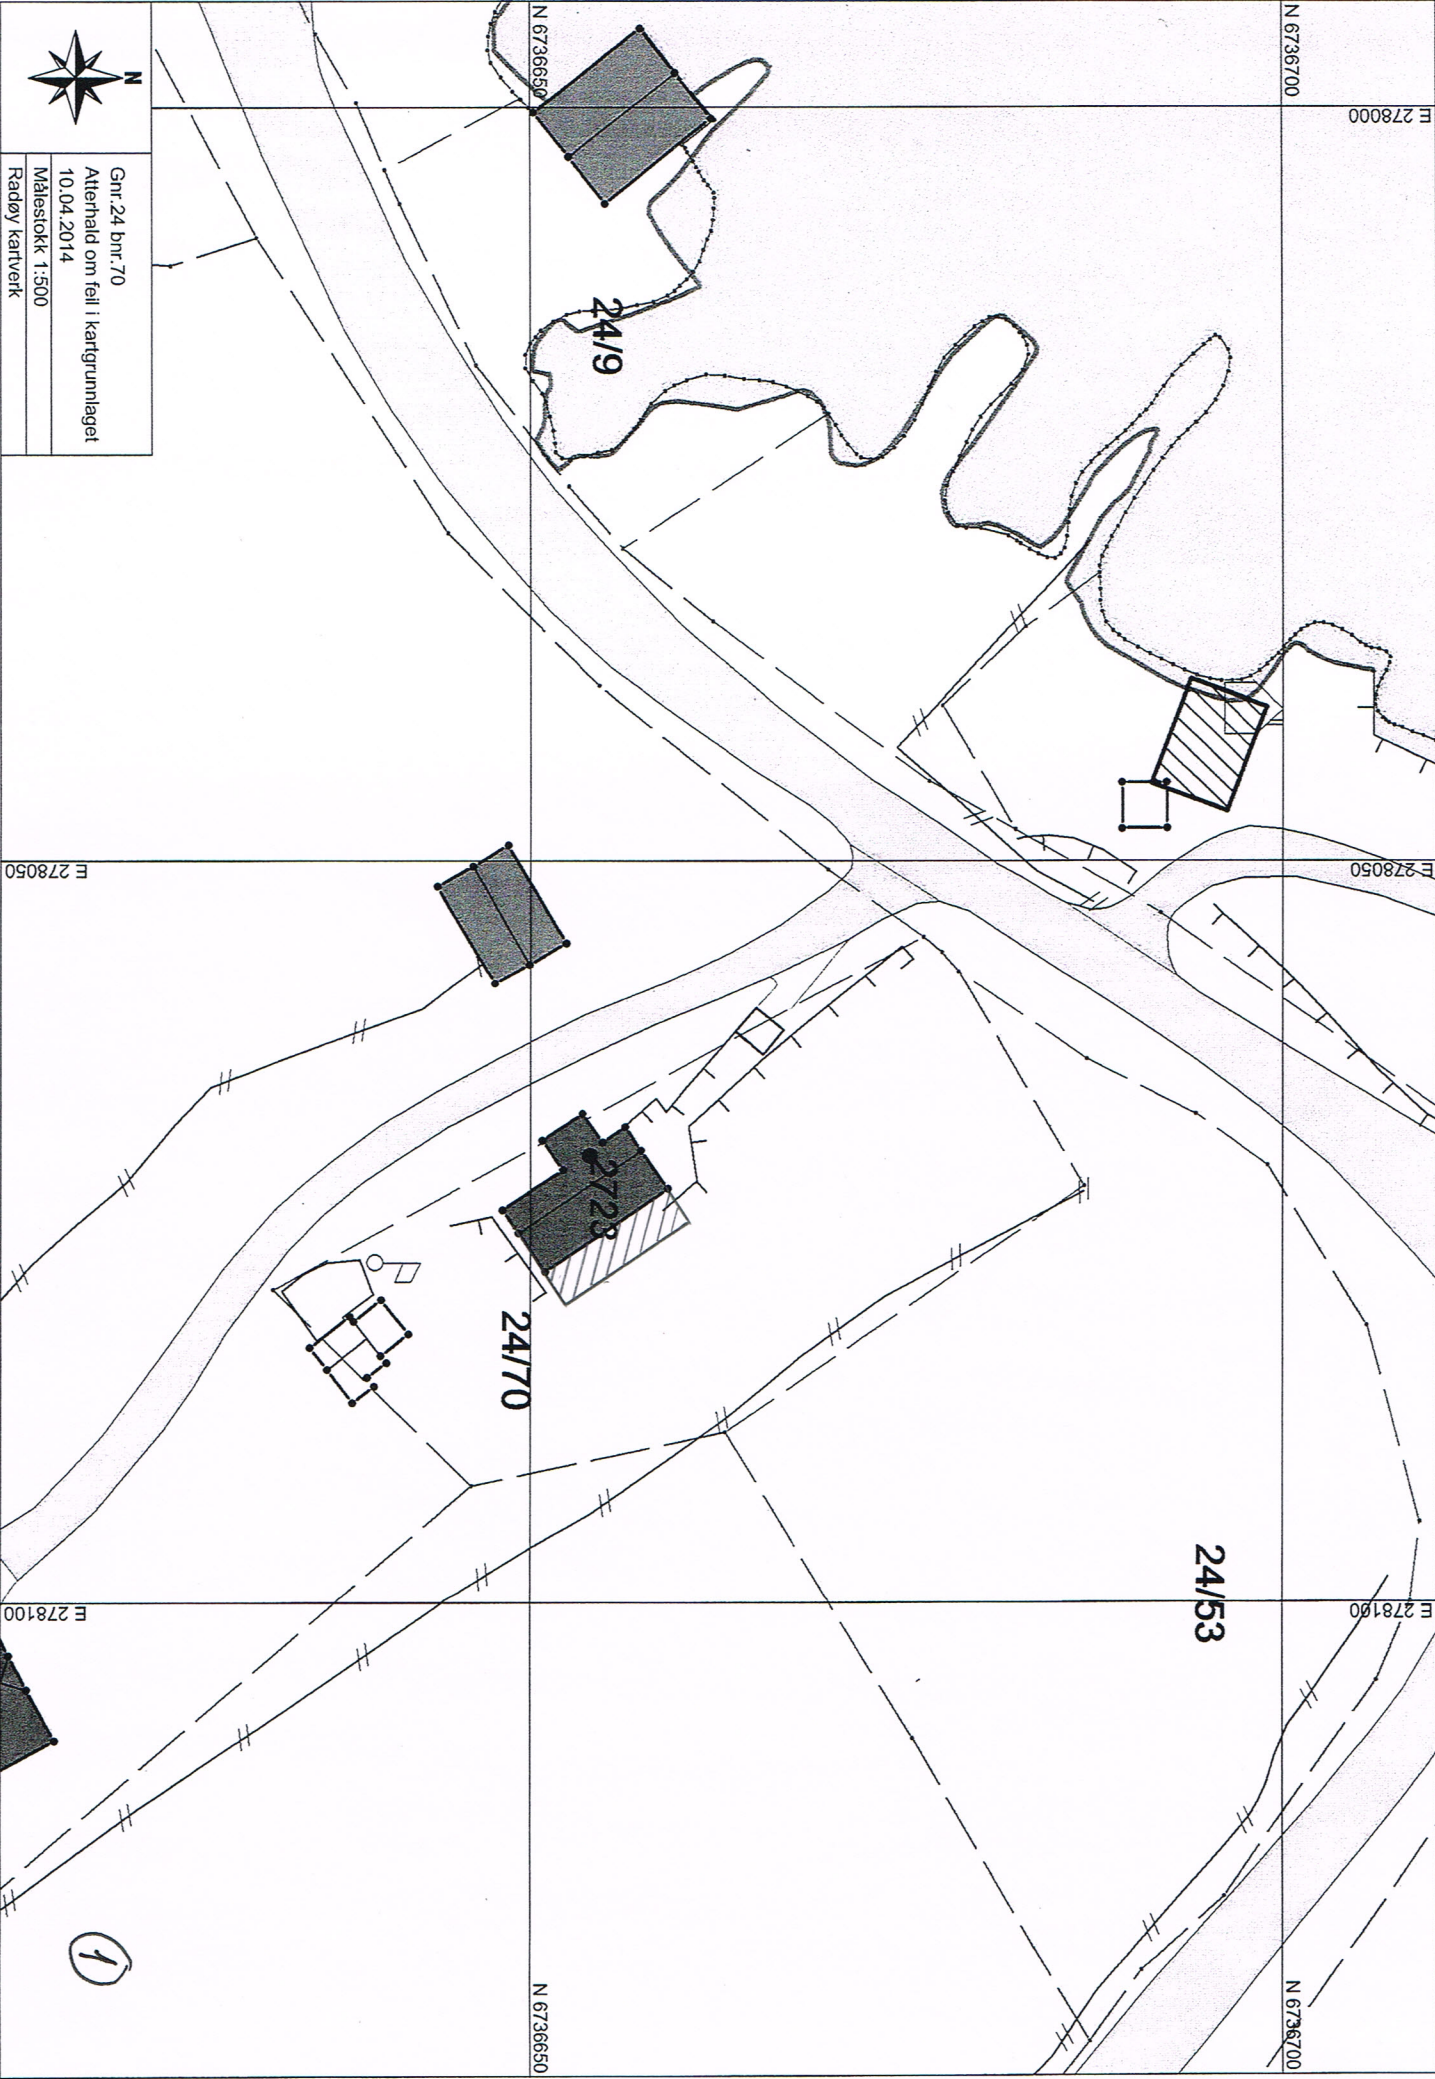 N 6736650
N 6736700
E 278000
N
Gnr.24 bnr.70
Atterhald om feil i kartgrunnlaget
10.04.2014
Målestokk 1:500
Radøy kartverk
24/9
E 278050
E 278050
2723
24/70
24/53
E 278100
E 278100
1
N 6736650
N 6736700